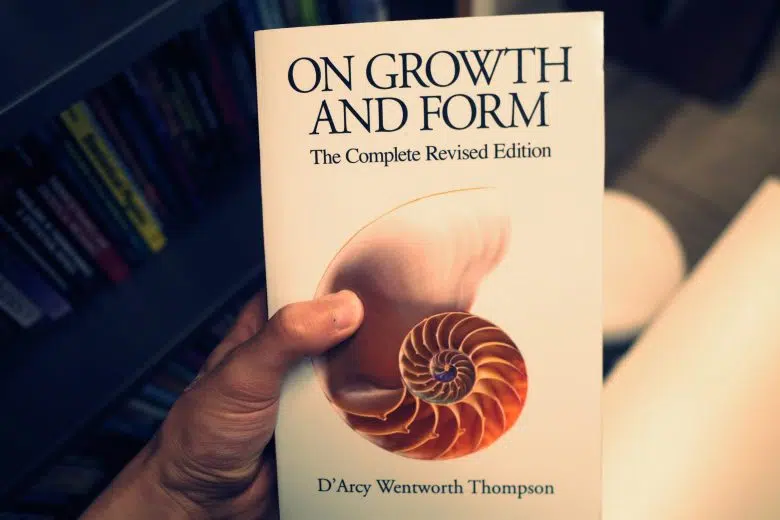 ON GROWTH
AND FORM
The Complete Revised Edition
D'Arcy Wentworth Thompson